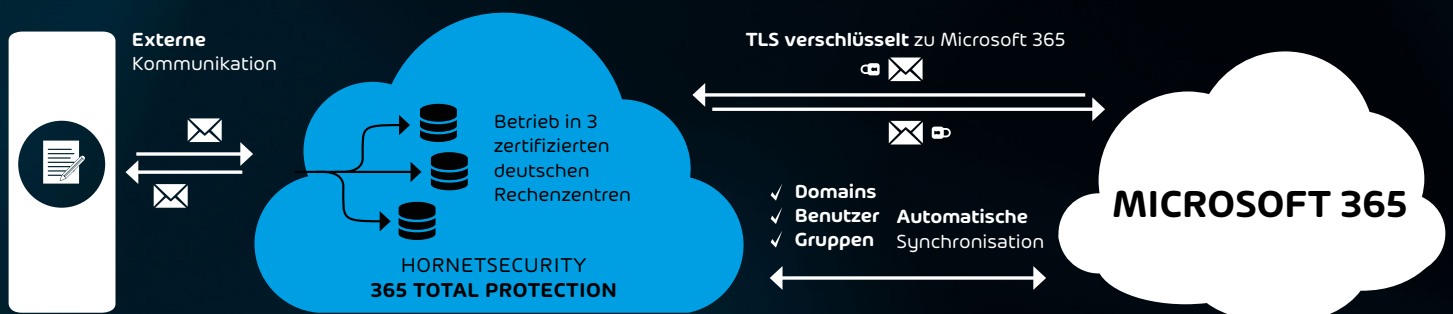 Externe
Kommunikation
Betrieb in 3
zertifizierten
deutschen
Rechenzentren
HORNETSECURITY
365 TOTAL PROTECTION
TLS verschlüsselt zu Microsoft 365
✓ Domains
✓ Benutzer
✓ Gruppen
Automatische
Synchronisation
MICROSOFT 365